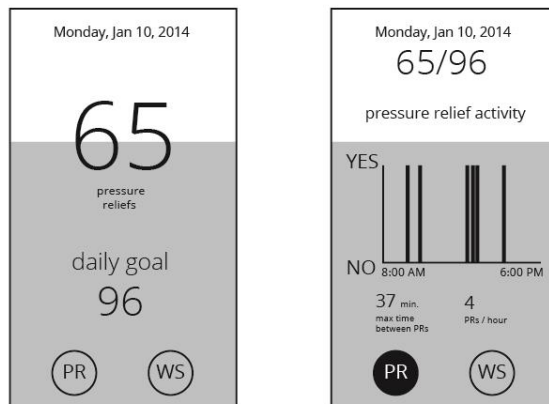 Monday, Jan 10, 2014
65
pressure
reliefs
daily goal
96
PR WS
Monday, Jan 10, 2014
65/96
pressure relief activity
YES
NO
8:00 AM 6:00 PM
37 min. 4
max time PRs / hour
between PRs
PR WS